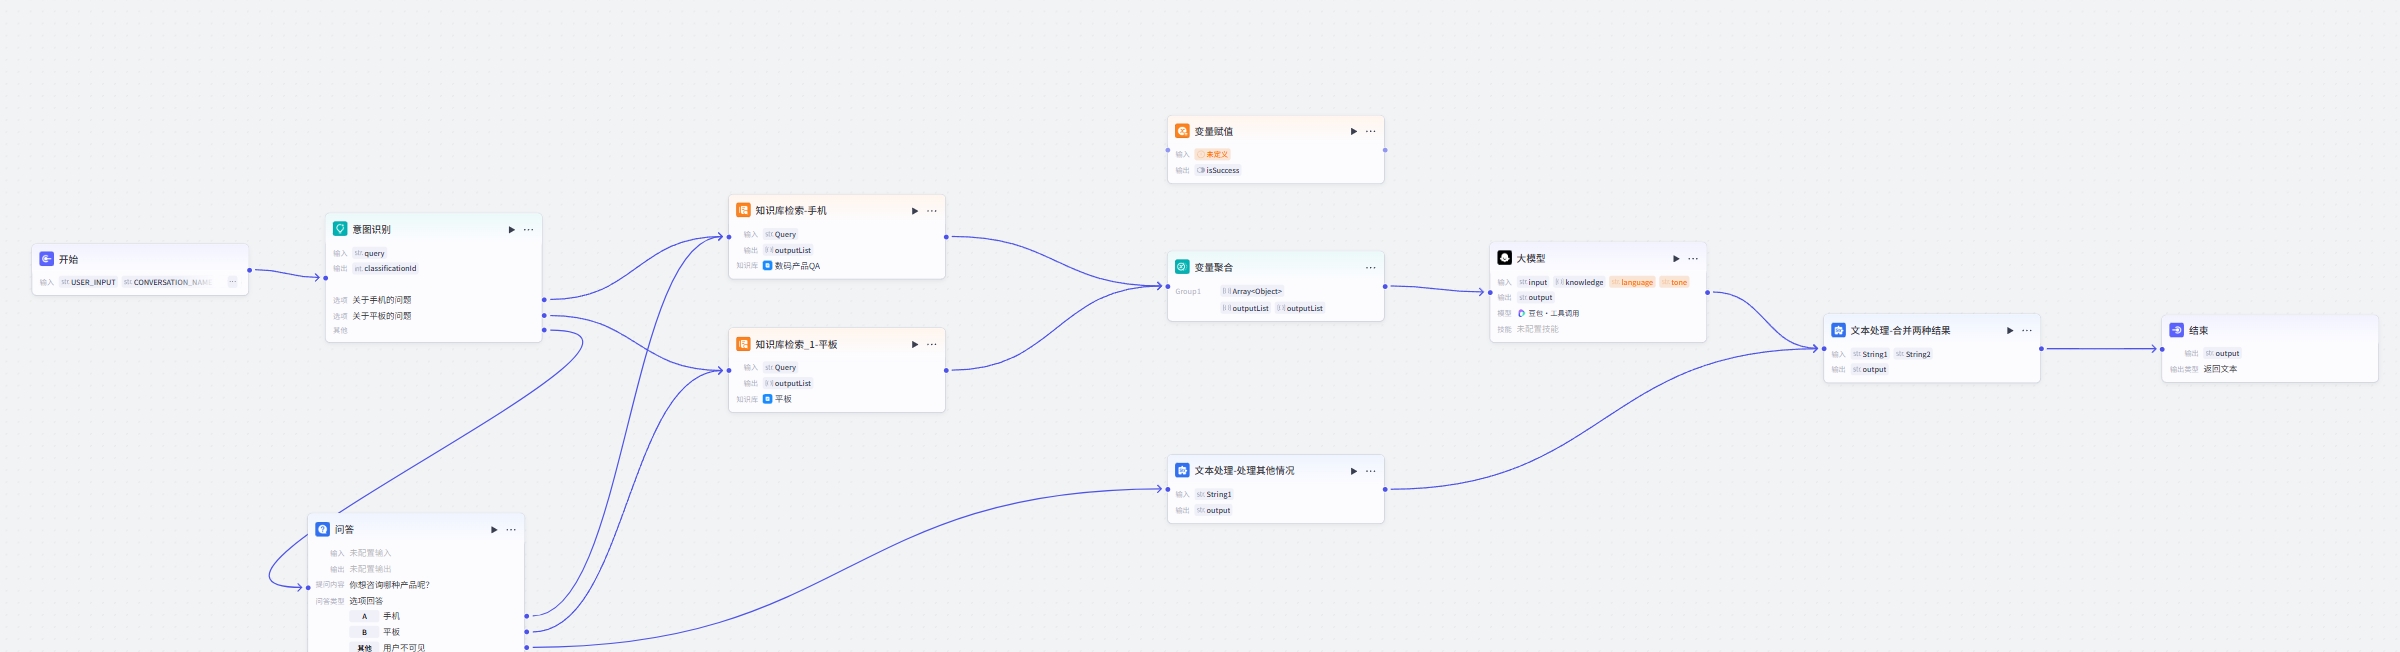 开始
输入 str. USER_INPUT str. CONVERSATION_NAME ...
意图识别
输入 str. query
输出 int. classificationId
选项 关于手机的问题
选项 关于平板的问题
其他
问答
输入 未配置输入
输出 未配置输出
提问内容 你想咨询哪种产品呢?
问答类型 选项回答
A 手机
B 平板
其他 用户不可见
知识库检索-手机
输入 str. Query
输出 outputList
知识库 数码产品QA
知识库检索_1-平板
输入 str. Query
输出 outputList
知识库 平板
变量赋值
输入 未定义
输出 isSuccess
变量聚合
Group1 Array<Object>
outputList outputList
文本处理-处理其他情况
输入 str. String1
输出 str. output
大模型
输入 str. input knowledge str. language tone
输出 str. output
模型 豆包·工具调用
技能 未配置技能
文本处理-合并两种结果
输入 str. String1 str. String2
输出 str. output
结束
输出 str. output
输出类型 返回文本